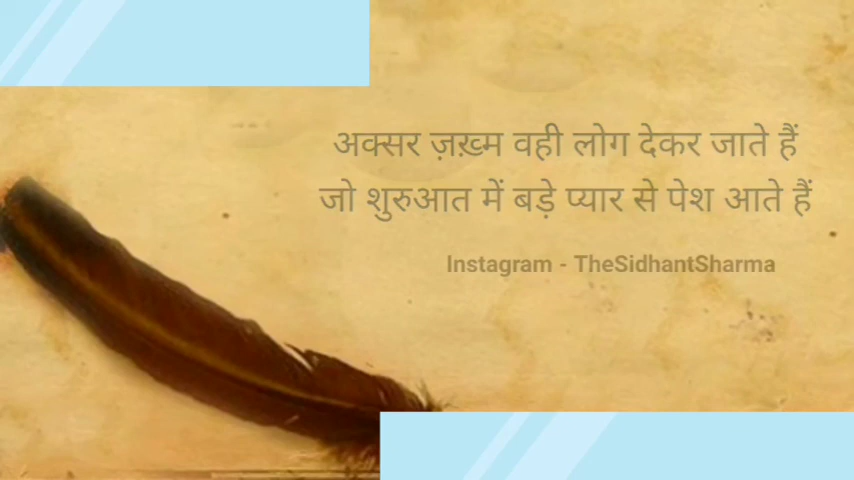 अक्सर ज़ख़्म वही लोग देकर जाते हैं
जो शुरुआत में बड़े प्यार से पेश आते हैं
Instagram - TheSidhantSharma